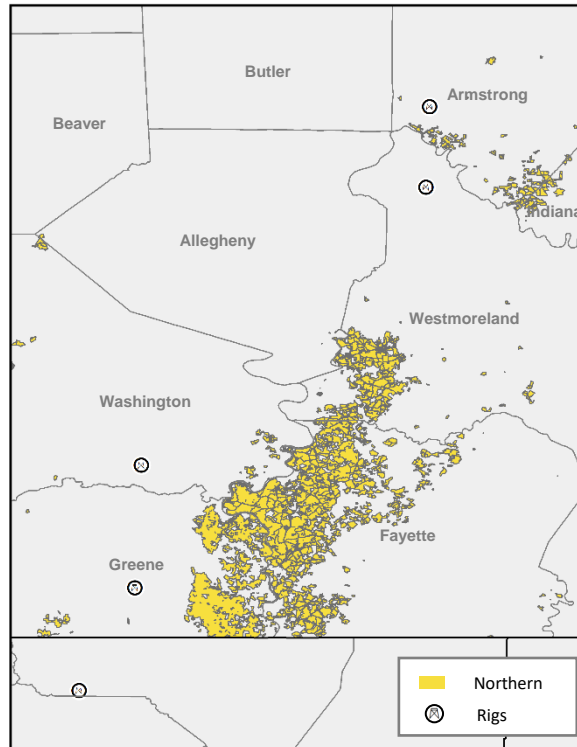 Butler
Armstrong
Beaver
Indiana
Allegheny
Westmoreland
Washington
Fayette
Greene
Northern
Rigs